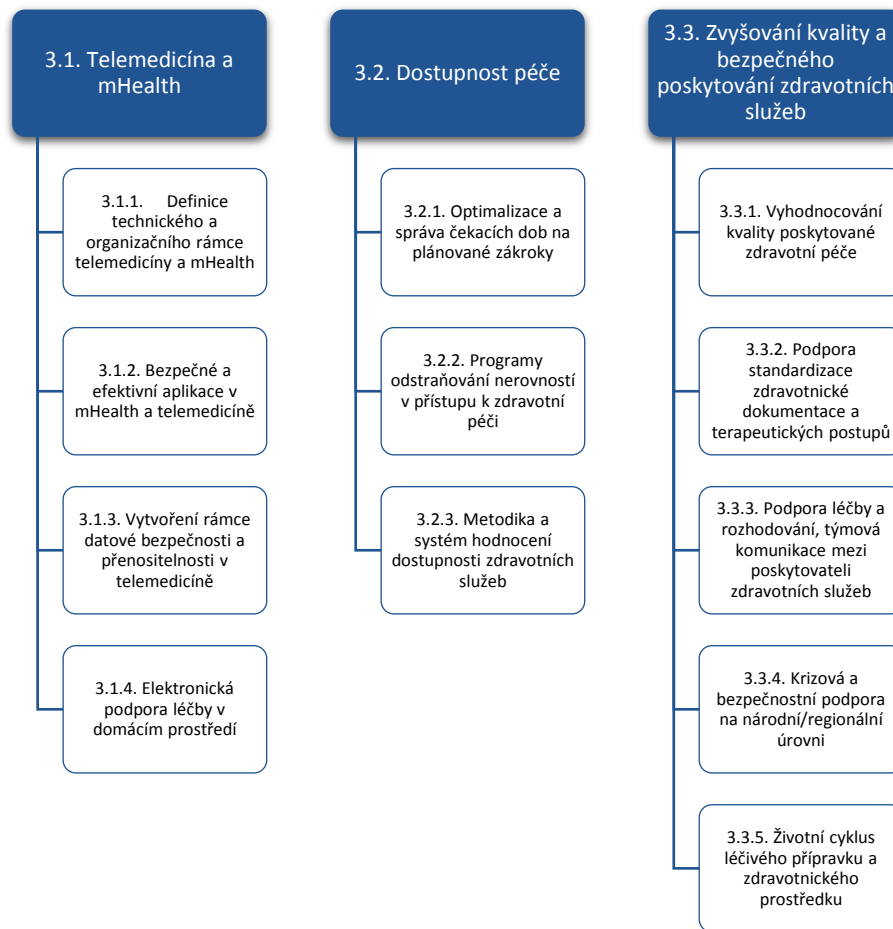 3.1. Telemedicína a
mHealth
3.1.1. Definice
technického a
organizačního rámce
telemedicíny a mHealth
3.1.2. Bezpečné a
efektivní aplikace v
mHealth a telemedicíně
3.1.3. Vytvoření rámce
datové bezpečnosti a
přenositelnosti v
telemedicíně
3.1.4. Elektronická
podpora léčby v
domácím prostředí
3.2. Dostupnost péče
3.2.1. Optimalizace a
správa čekacích dob na
plánované zákroky
3.2.2. Programy
odstraňování nerovností
v přístupu k zdravotní
péči
3.2.3. Metodika a
systém hodnocení
dostupnosti zdravotních
služeb
3.3. Zvyšování kvality a
bezpečného
poskytování zdravotních
služeb
3.3.1. Vyhodnocování
kvality poskytované
zdravotní péče
3.3.2. Podpora
standardizace
zdravotnické
dokumentace a
terapeutických postupů
3.3.3. Podpora léčby a
rozhodování, týmová
komunikace mezi
poskytovateli
zdravotních služeb
3.3.4. Krizová a
bezpečnostní podpora
na národní/regionální
úrovni
3.3.5. Životní cyklus
léčivého přípravku a
zdravotnického
prostředku